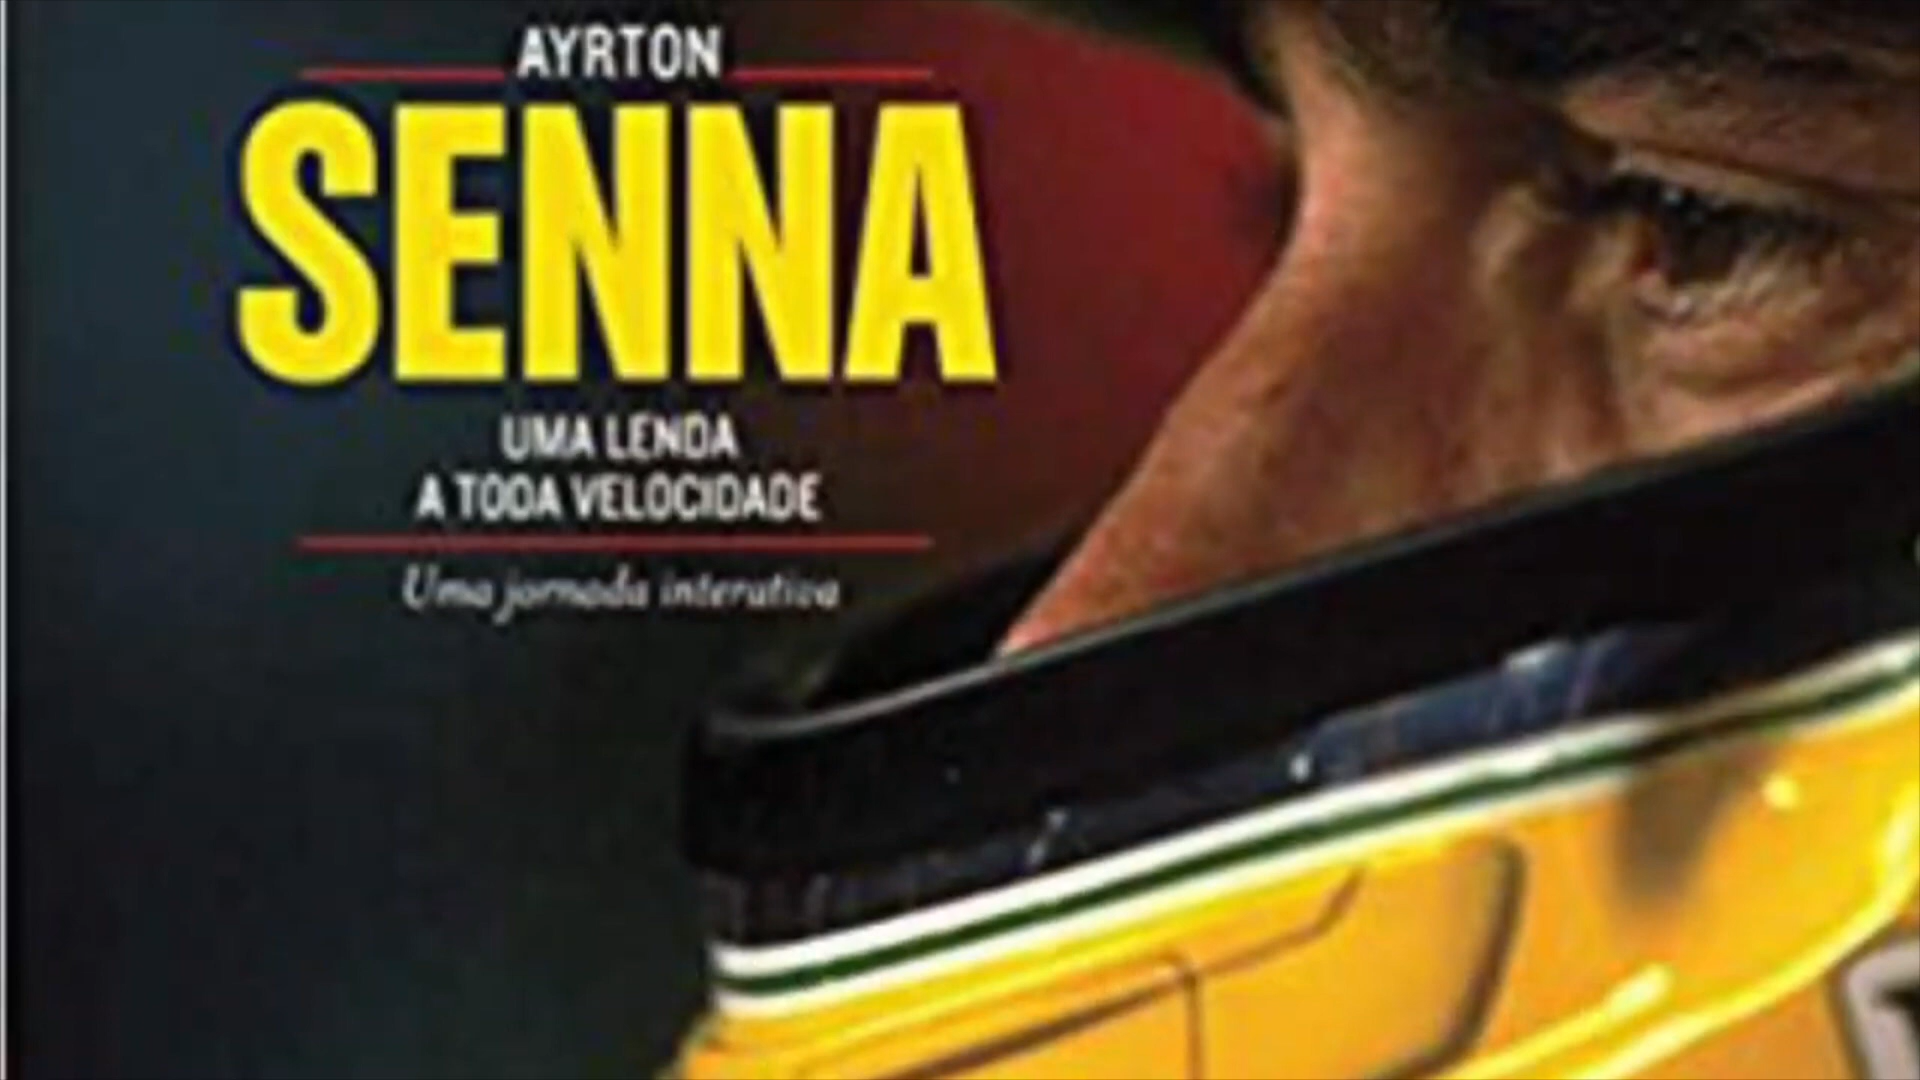 AYRTON
SENNA
UMA LENDA
A TODA VELOCIDADE
Uma jornada interativa